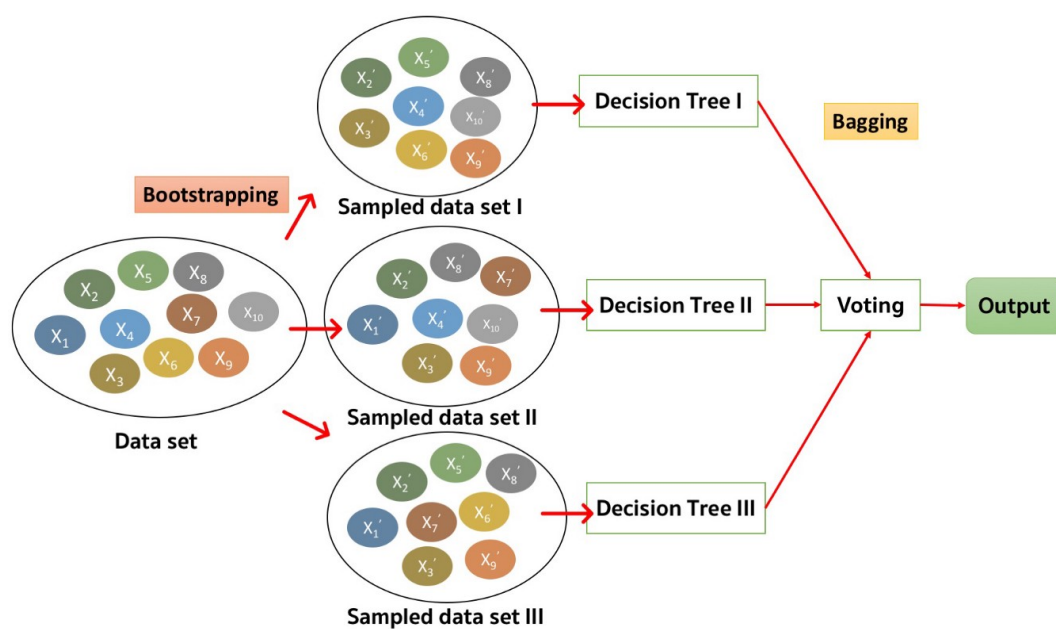 X₅′
X₂′
X₈′
X₄′
X₁₀′
X₃′
X₆′
X₉′
Sampled data set I
Decision Tree I
Bagging
Bootstrapping
X₅
X₈
X₂
X₇
X₁₀
X₁
X₄
X₆
X₉
X₃
Data set
X₈′
X₂′
X₇′
X₁′
X₄′
X₁₀′
X₃′
X₉′
Sampled data set II
Decision Tree II
Voting
Output
X₅′
X₂′
X₈′
X₁′
X₇′
X₆′
X₃′
X₉′
Sampled data set III
Decision Tree III